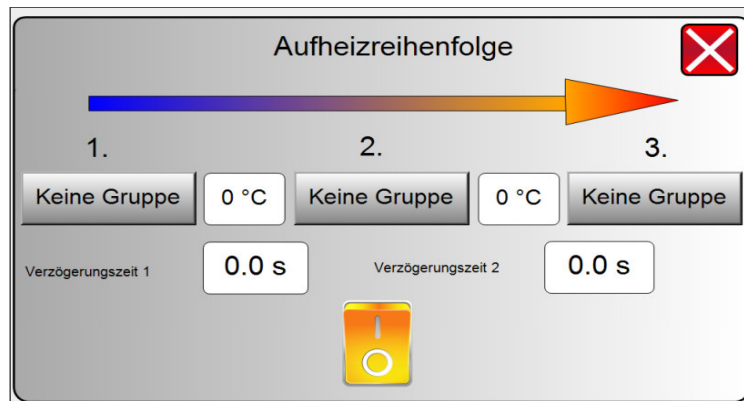 Aufheizreihenfolge
1. 2. 3.
Keine Gruppe 0 °C Keine Gruppe 0 °C Keine Gruppe
Verzögerungszeit 1 0.0 s Verzögerungszeit 2 0.0 s